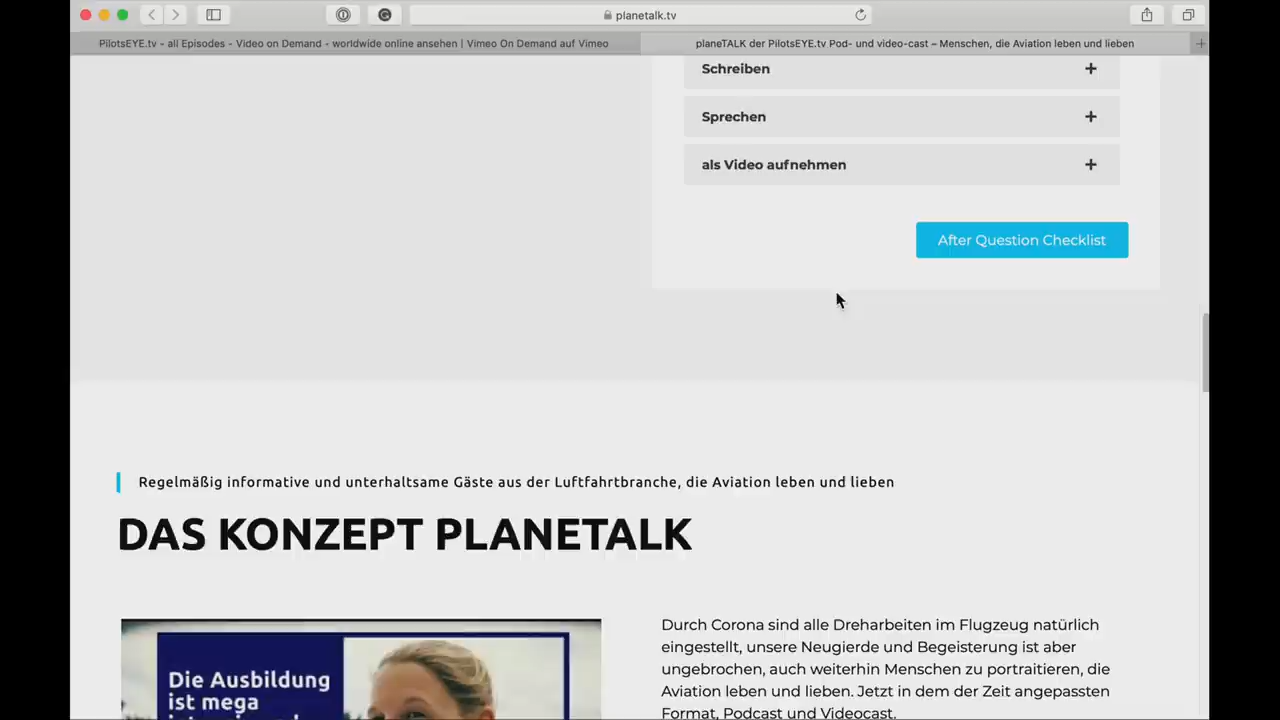 planetalk.tv
PilotsEYE.tv - all Episodes - Video on Demand - worldwide online ansehen | Vimeo On Demand auf Vimeo
planeTALK der PilotsEYE.tv Pod- und video-cast – Menschen, die Aviation leben und lieben
Schreiben
Sprechen
als Video aufnehmen
After Question Checklist
Regelmäßig informative und unterhaltsame Gäste aus der Luftfahrtbranche, die Aviation leben und lieben
DAS KONZEPT PLANETALK
Die Ausbildung
ist mega
Durch Corona sind alle Dreharbeiten im Flugzeug natürlich
eingestellt, unsere Neugierde und Begeisterung ist aber
ungebrochen, auch weiterhin Menschen zu portraitieren, die
Aviation leben und lieben. Jetzt in dem der Zeit angepassten
Format, Podcast und Videocast.